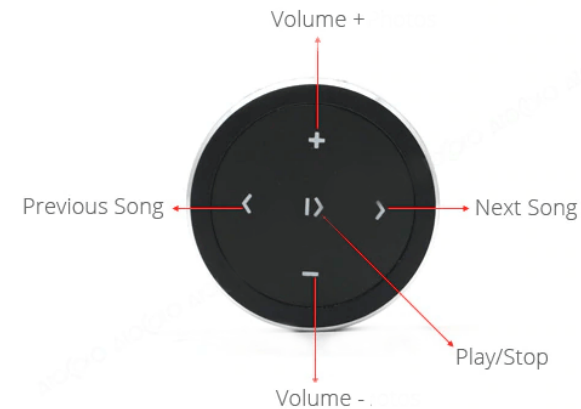 Volume +
+
Previous Song
< |> >
Next Song
-
Play/Stop
Volume -